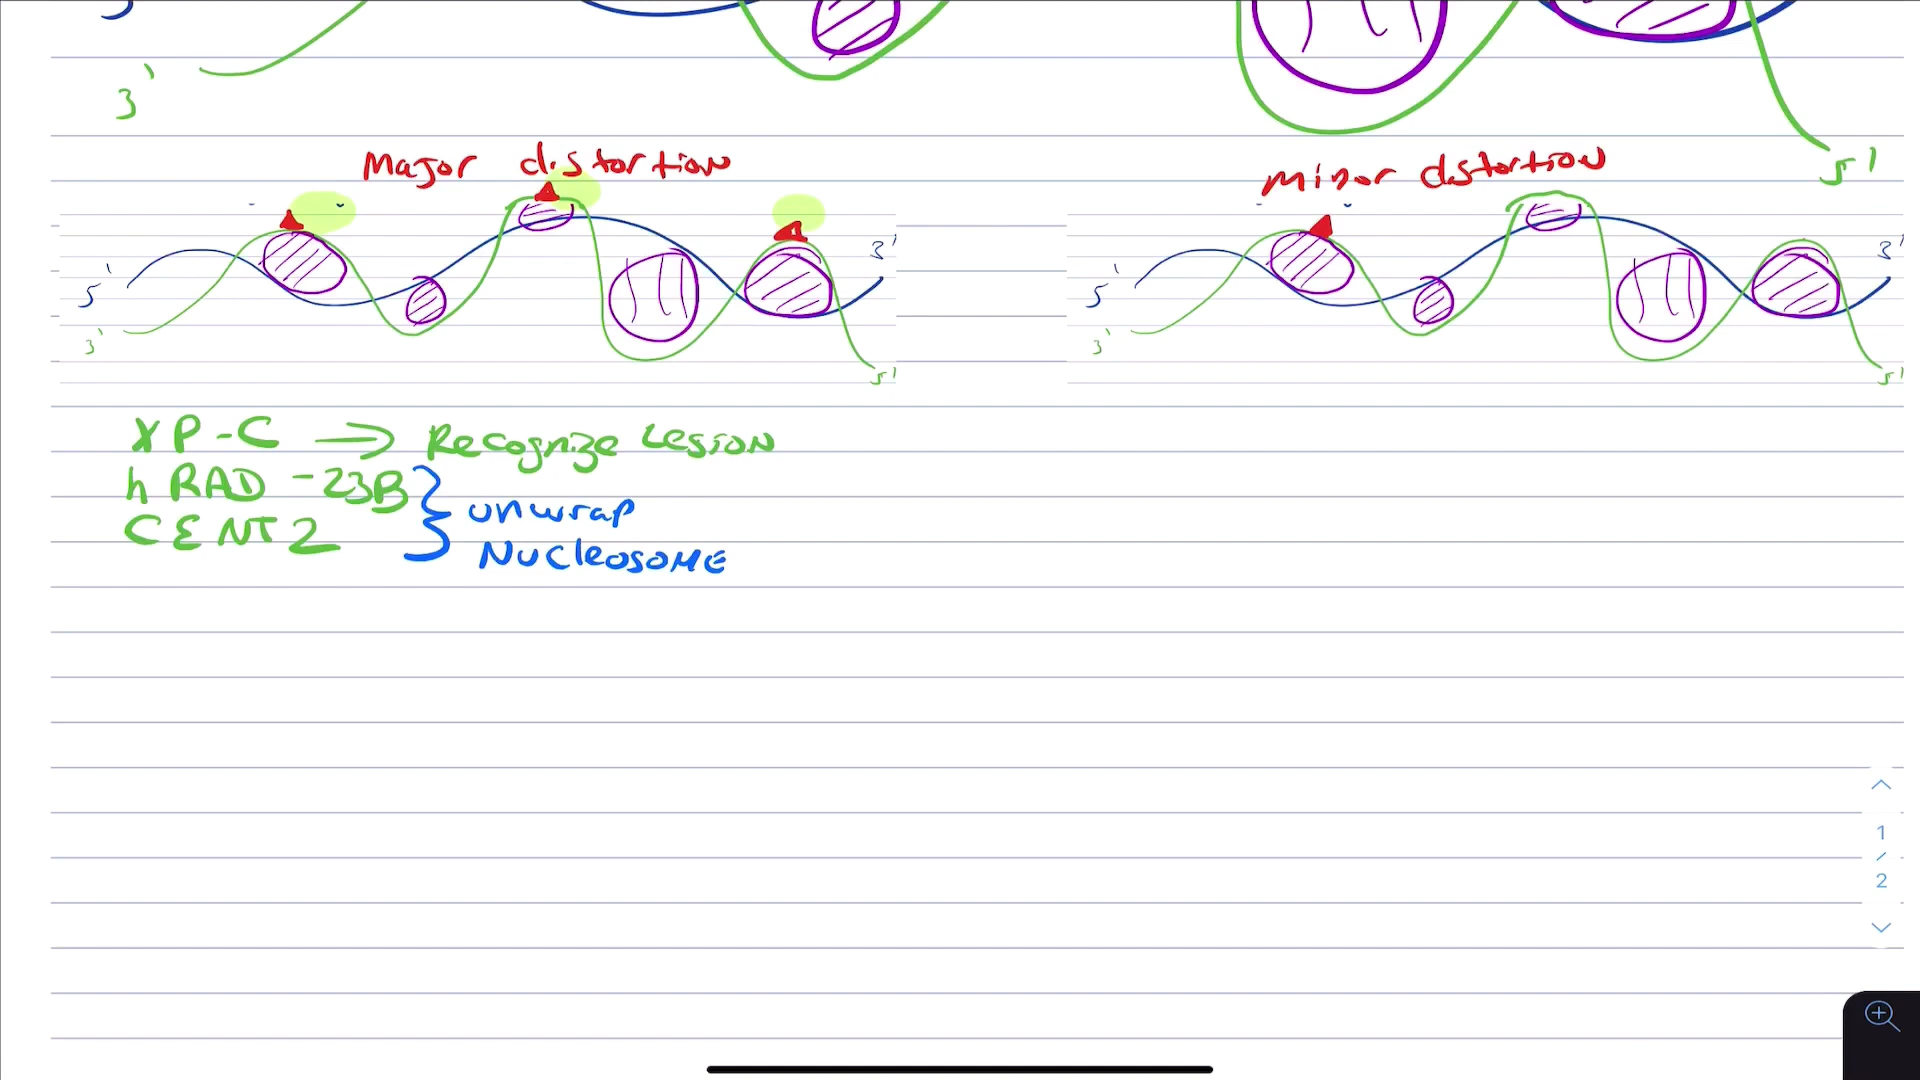 3'
5'
Major distortion
minor distortion
5'
3'
3'
5'
5'
3'
3'
5'
XP-C → Recognize Lesion
hRAD-23B
CENT2
unwrap
Nucleosome
1
/
2